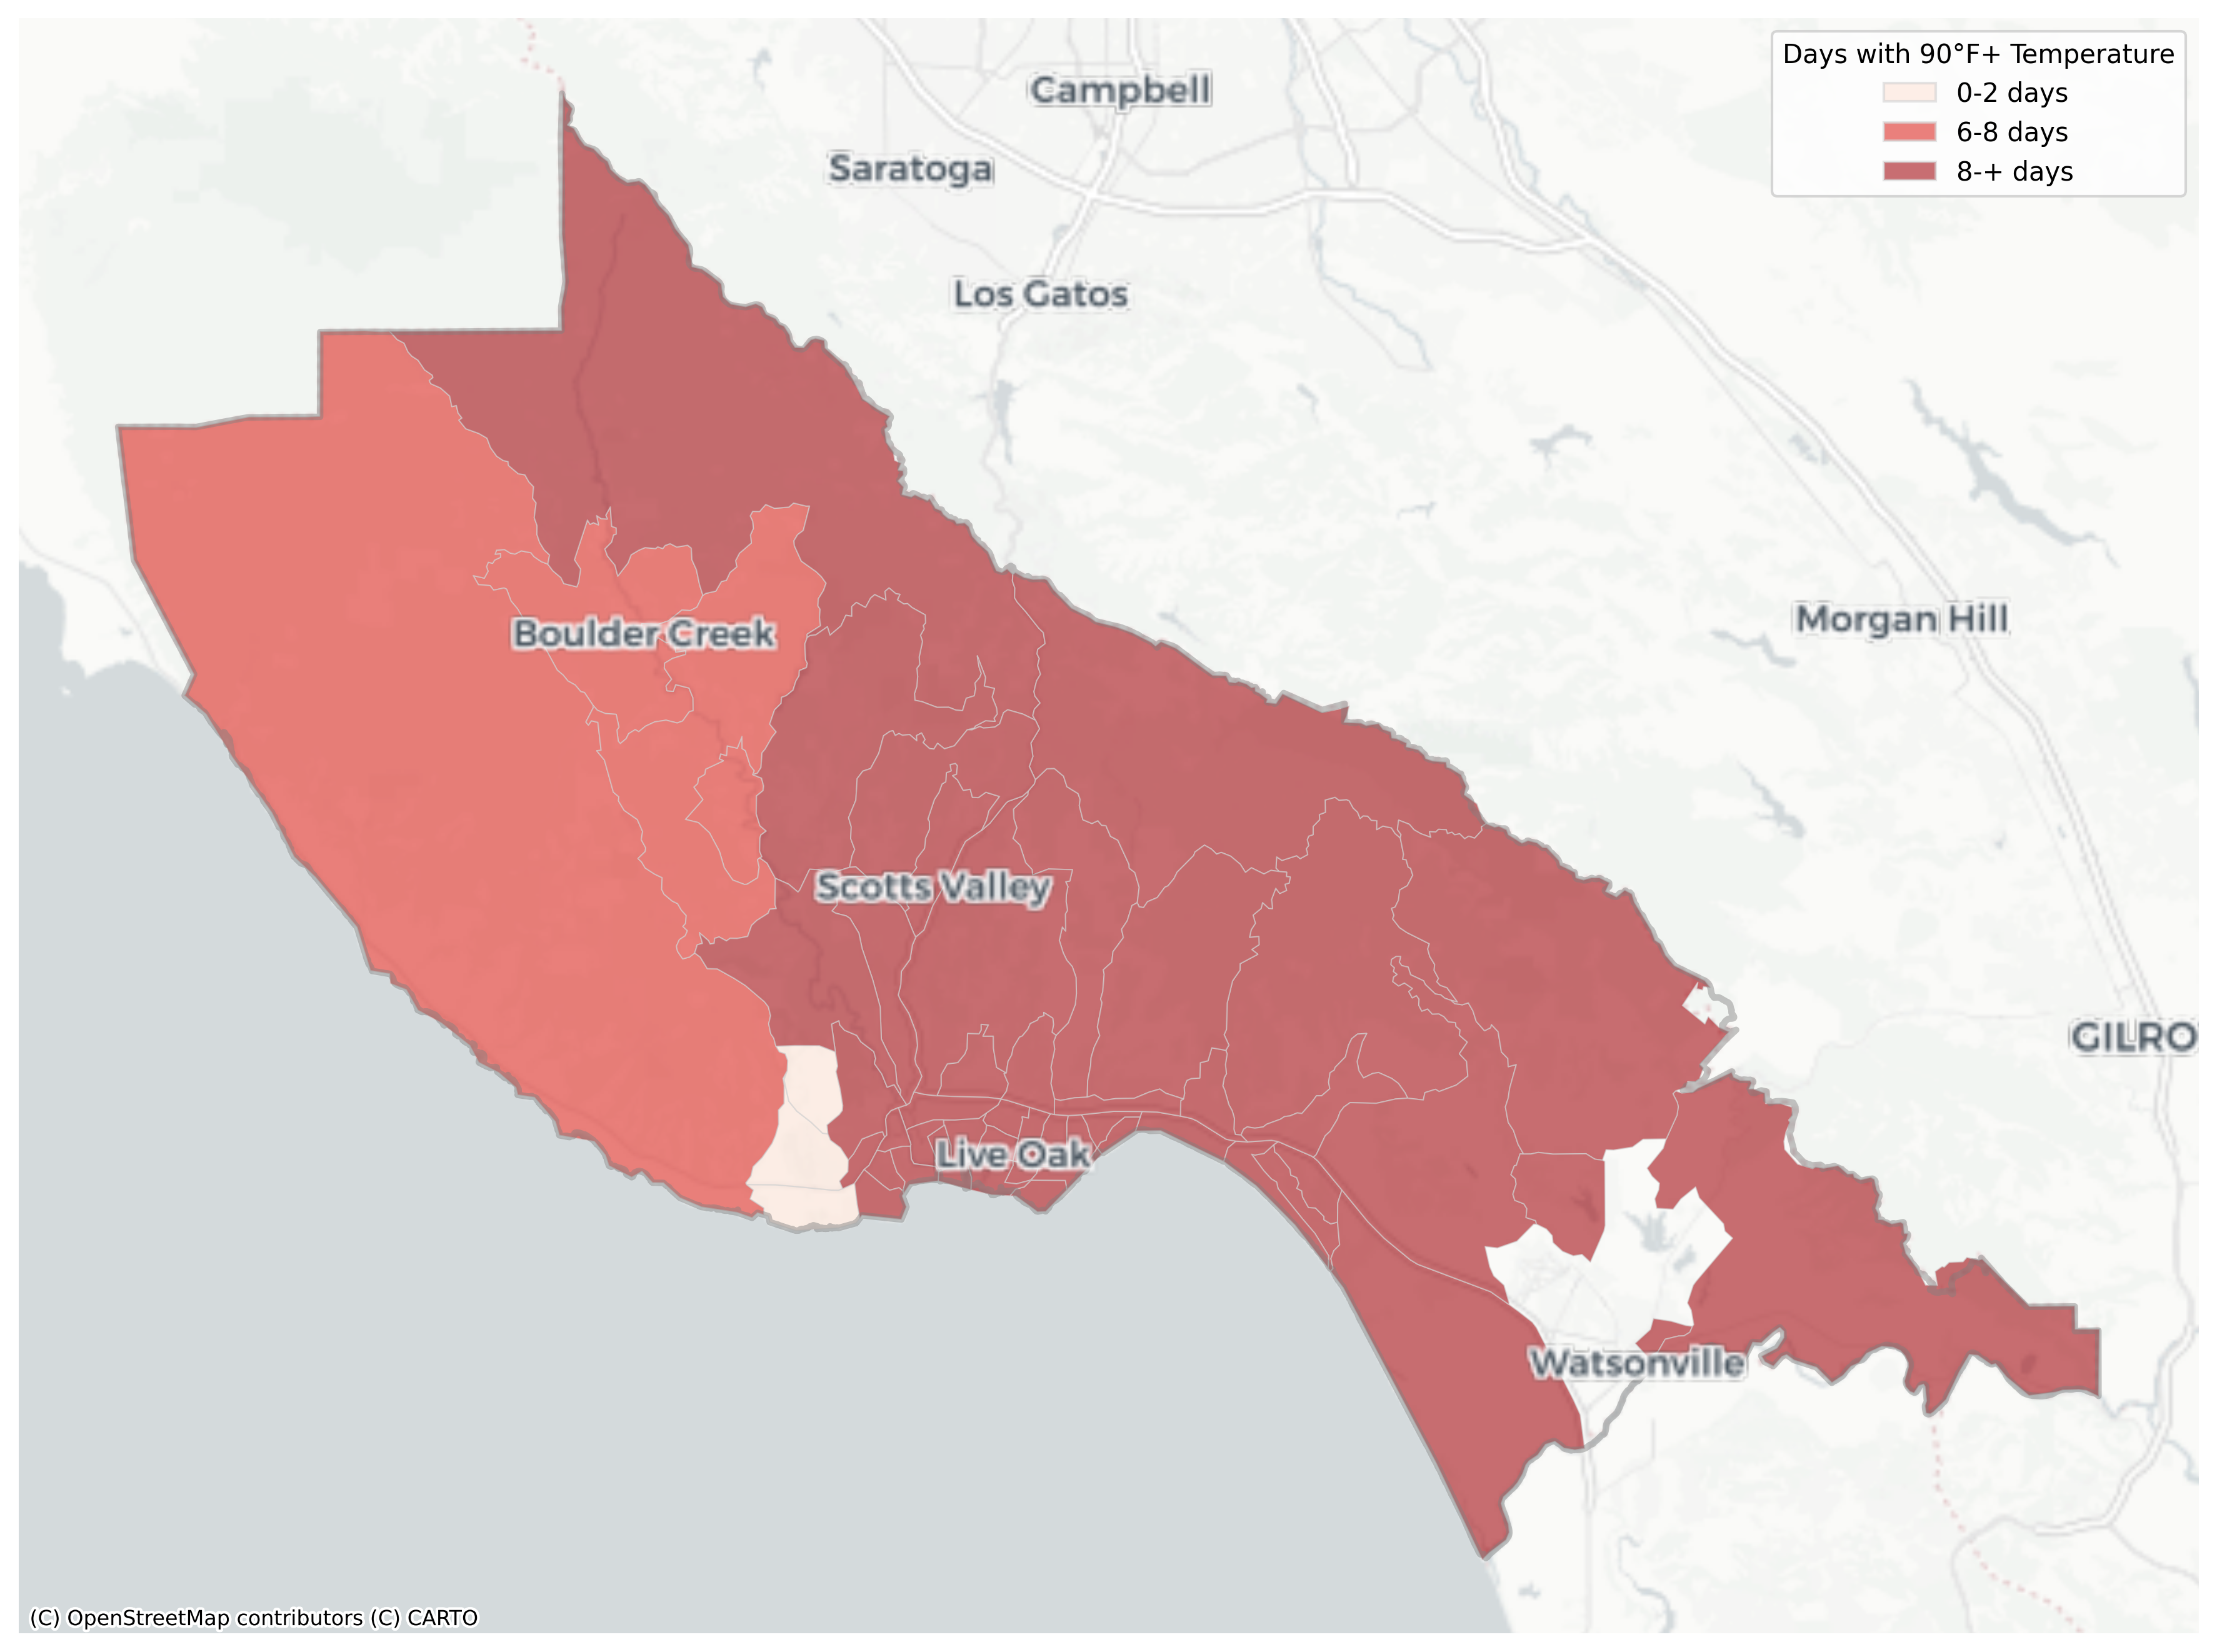 Days with 90°F+ Temperature
0-2 days
6-8 days
8-+ days
Campbell
Saratoga
Los Gatos
Morgan Hill
Boulder Creek
Scotts Valley
GILRO
Live Oak
Watsonville
(C) OpenStreetMap contributors (C) CARTO